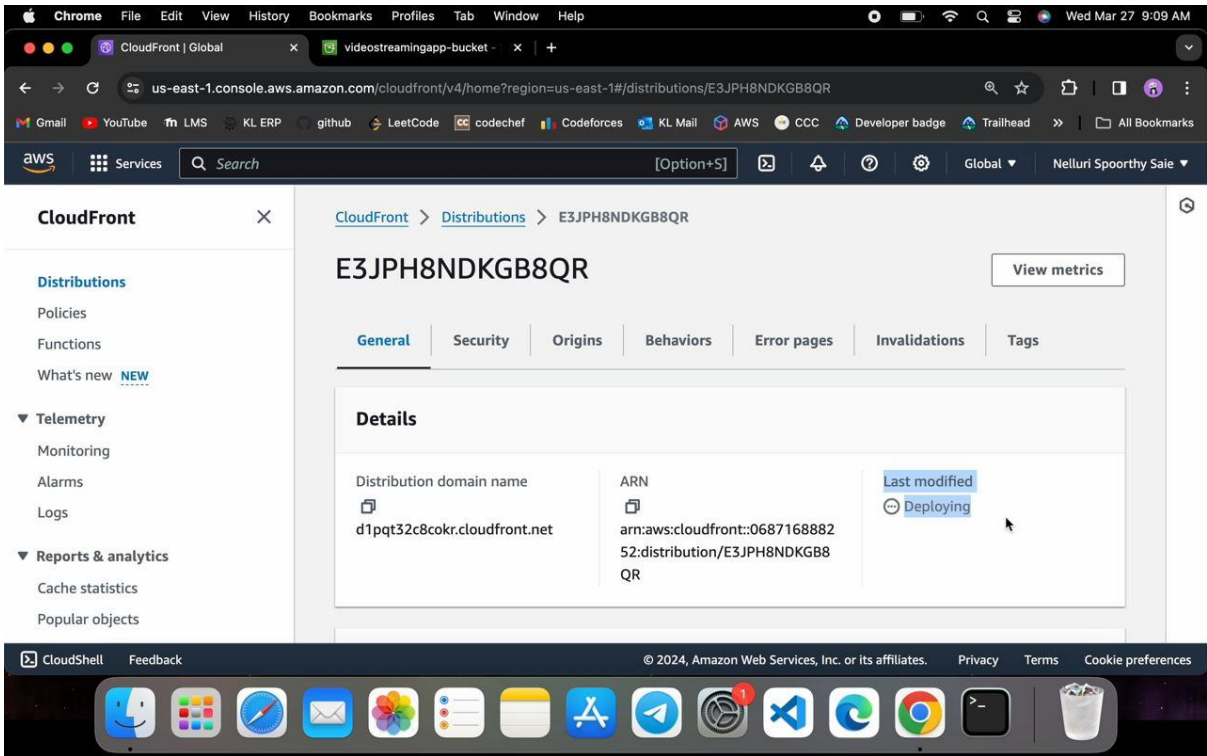 Chrome File Edit View History Bookmarks Profiles Tab Window Help Wed Mar 27 9:09 AM
CloudFront | Global videostreamingapp-bucket -
us-east-1.console.aws.amazon.com/cloudfront/v4/home?region=us-east-1#/distributions/E3JPH8NDKGB8QR
Gmail YouTube LMS KL ERP github LeetCode codechef Codeforces KL Mail AWS CCC Developer badge Trailhead » All Bookmarks
aws Services Search [Option+S] Global Nelluri Spoorthy Saie
CloudFront
Distributions
Policies
Functions
What's new NEW
Telemetry
Monitoring
Alarms
Logs
Reports & analytics
Cache statistics
Popular objects
CloudFront > Distributions > E3JPH8NDKGB8QR
E3JPH8NDKGB8QR
View metrics
General Security Origins Behaviors Error pages Invalidations Tags
Details
Distribution domain name
d1pqt32c8cokr.cloudfront.net
ARN
arn:aws:cloudfront::0687168882
52:distribution/E3JPH8NDKGB8
QR
Last modified
Deploying
CloudShell Feedback © 2024, Amazon Web Services, Inc. or its affiliates. Privacy Terms Cookie preferences
1